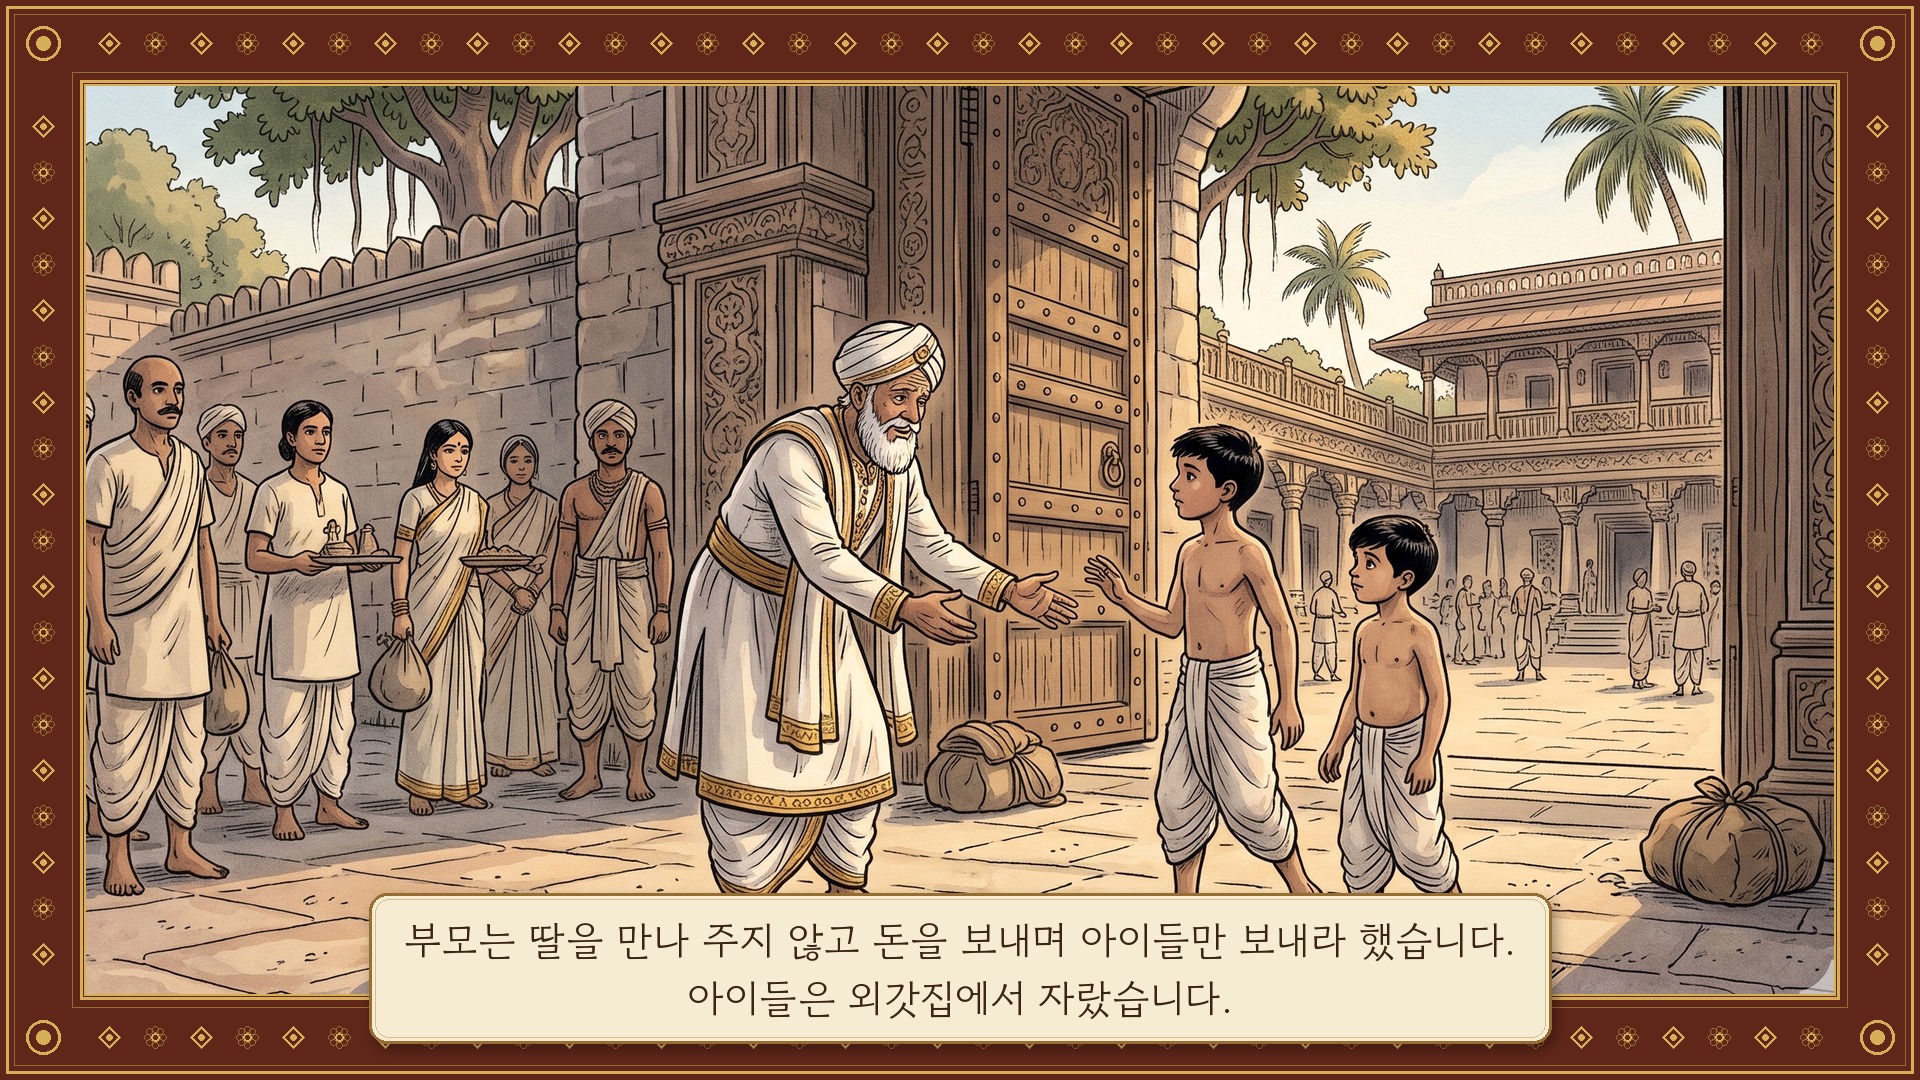 부모는 딸을 만나 주지 않고 돈을 보내며 아이들만 보내라 했습니다.
아이들은 외갓집에서 자랐습니다.